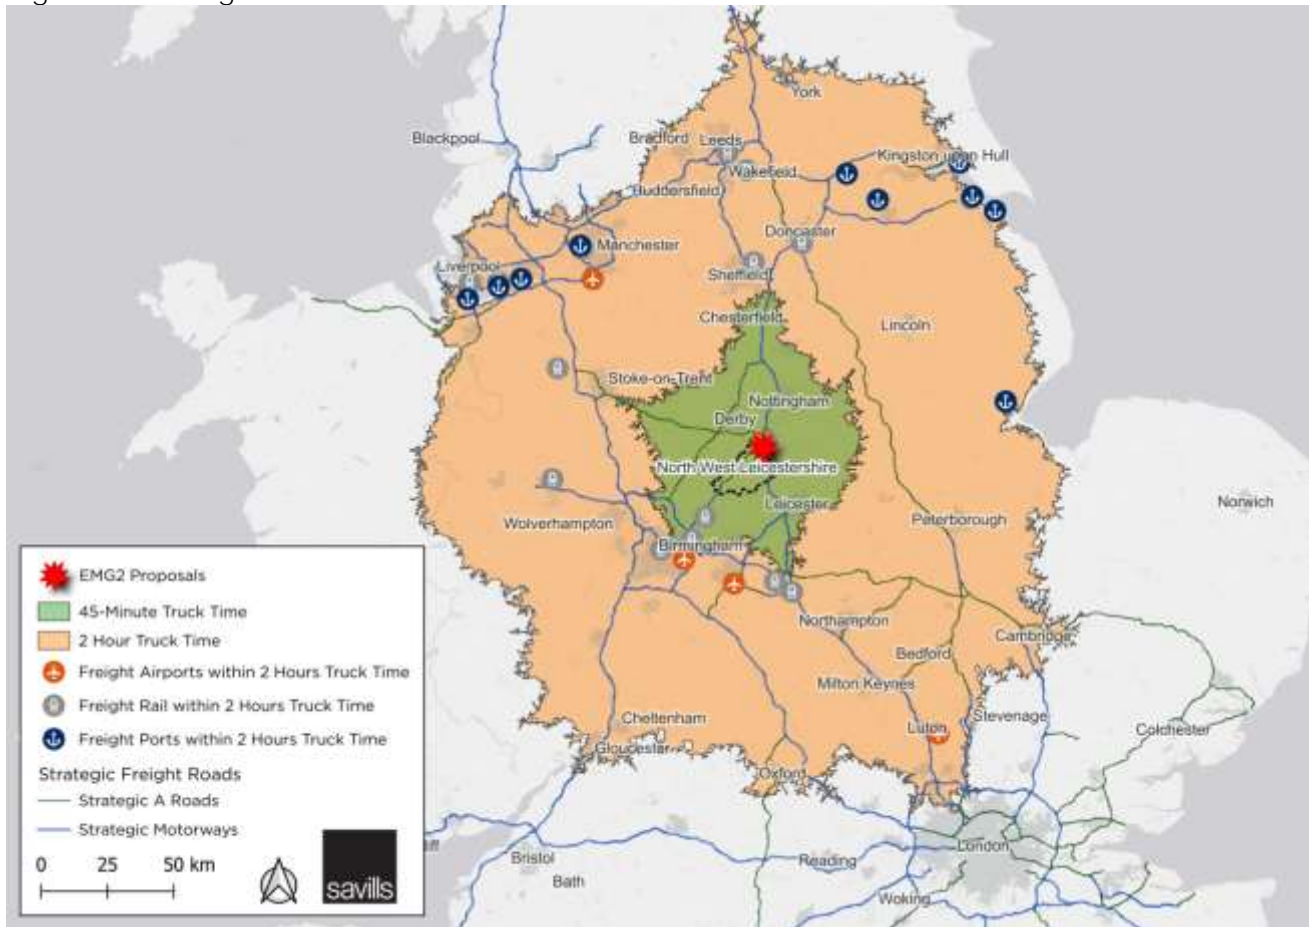 York
Blackpool
Bradford
Leeds
Kingston upon Hull
Wakefield
Huddersfield
Doncaster
Manchester
Liverpool
Sheffield
Chesterfield
Lincoln
Stoke-on-Trent
Nottingham
Derby
North West Leicestershire
Leicester
Norwich
Wolverhampton
Peterborough
Birmingham
Northampton
Cambridge
Bedford
Milton Keynes
Cheltenham
Stevenage
Luton
Colchester
Gloucester
Oxford
London
Reading
Bristol
Bath
Woking
EMG2 Proposals
45-Minute Truck Time
2 Hour Truck Time
Freight Airports within 2 Hours Truck Time
Freight Rail within 2 Hours Truck Time
Freight Ports within 2 Hours Truck Time
Strategic Freight Roads
Strategic A Roads
Strategic Motorways
0 25 50 km
savills